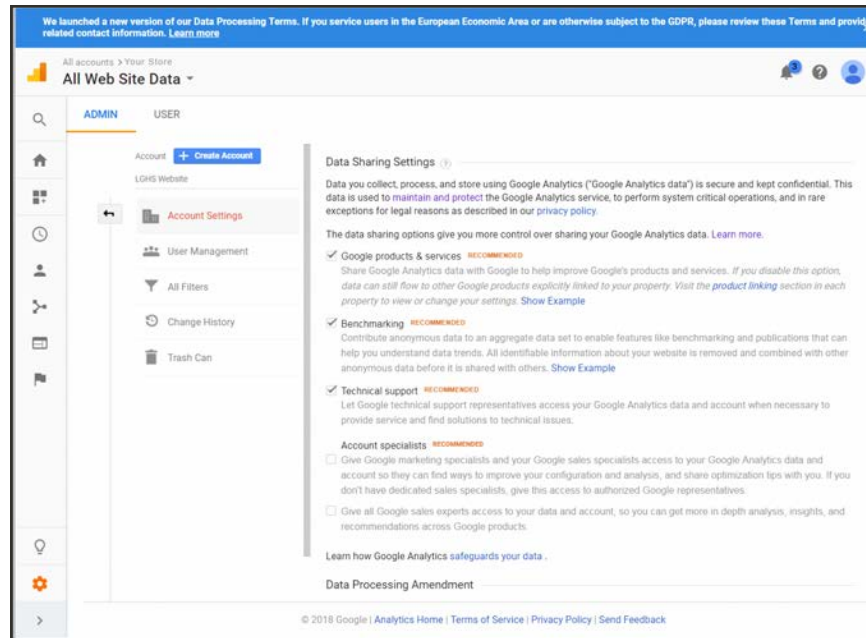 We launched a new version of our Data Processing Terms. If you service users in the European Economic Area or are otherwise subject to the GDPR, please review these Terms and provid
related contact information. Learn more
All accounts > Your Store
All Web Site Data
3
ADMIN
USER
Account
+ Create Account
LGHS Website
Account Settings
User Management
All Filters
Change History
Trash Can
Data Sharing Settings ?
Data you collect, process, and store using Google Analytics ("Google Analytics data") is secure and kept confidential. This
data is used to maintain and protect the Google Analytics service, to perform system critical operations, and in rare
exceptions for legal reasons as described in our privacy policy.
The data sharing options give you more control over sharing your Google Analytics data. Learn more.
Google products & services RECOMMENDED
Share Google Analytics data with Google to help improve Google's products and services. If you disable this option,
data can still flow to other Google products explicitly linked to your property. Visit the product linking section in each
property to view or change your settings. Show Example
Benchmarking RECOMMENDED
Contribute anonymous data to an aggregate data set to enable features like benchmarking and publications that can
help you understand data trends. All identifiable information about your website is removed and combined with other
anonymous data before it is shared with others. Show Example
Technical support RECOMMENDED
Let Google technical support representatives access your Google Analytics data and account when necessary to
provide service and find solutions to technical issues.
Account specialists RECOMMENDED
Give Google marketing specialists and your Google sales specialists access to your Google Analytics data and
account so they can find ways to improve your configuration and analysis, and share optimization tips with you. If you
don't have dedicated sales specialists, give this access to authorized Google representatives.
Give all Google sales experts access to your data and account, so you can get more in depth analysis, insights, and
recommendations across Google products.
Learn how Google Analytics safeguards your data .
Data Processing Amendment
© 2018 Google | Analytics Home | Terms of Service | Privacy Policy | Send Feedback